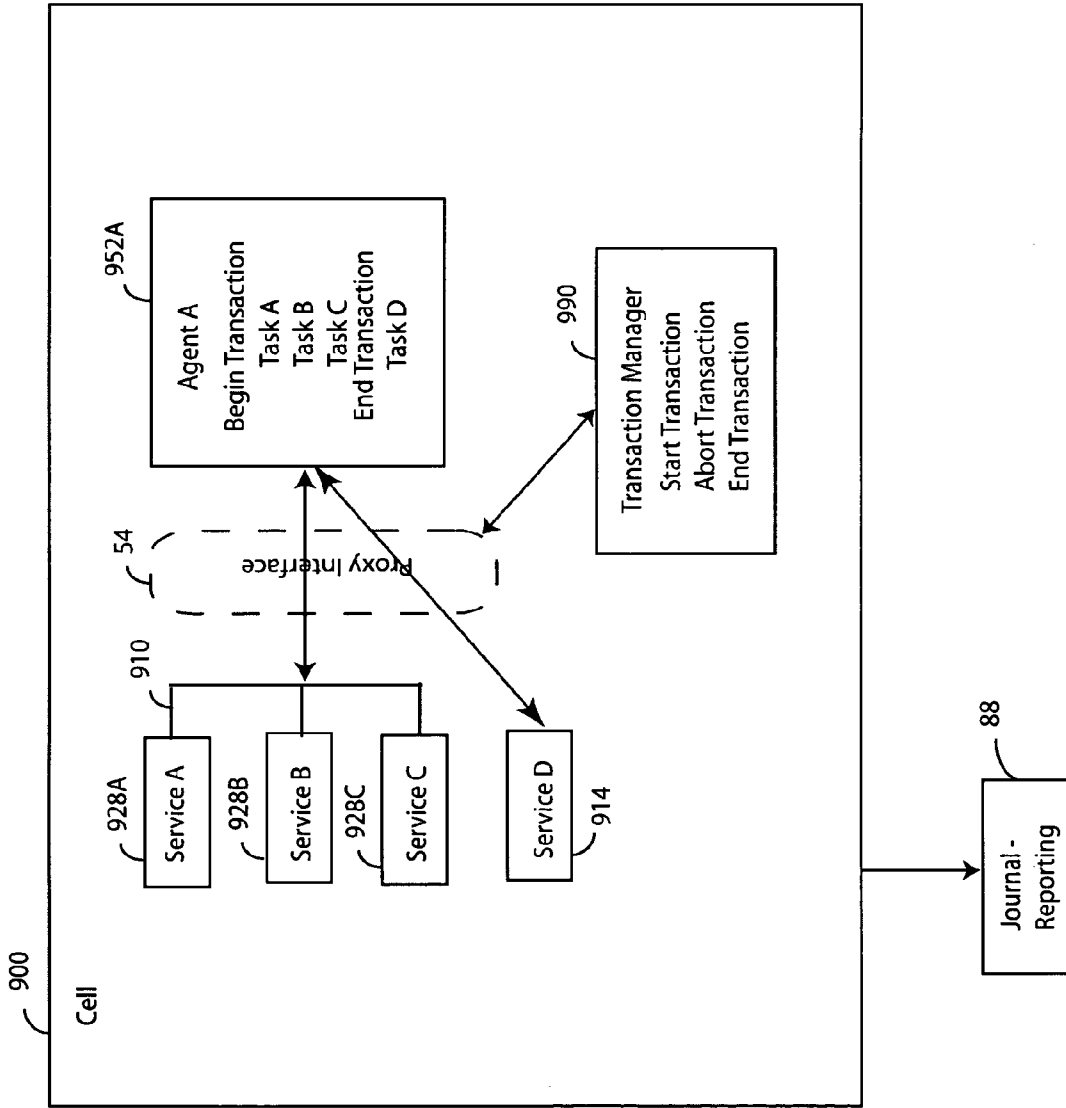 900
Cell
928A
Service A
928B
Service B
928C
Service C
910
Service D
914
54
Proxy Interface
952A
Agent A
Begin Transaction
Task A
Task B
Task C
End Transaction
Task D
990
Transaction Manager
Start Transaction
Abort Transaction
End Transaction
88
Journal -
Reporting